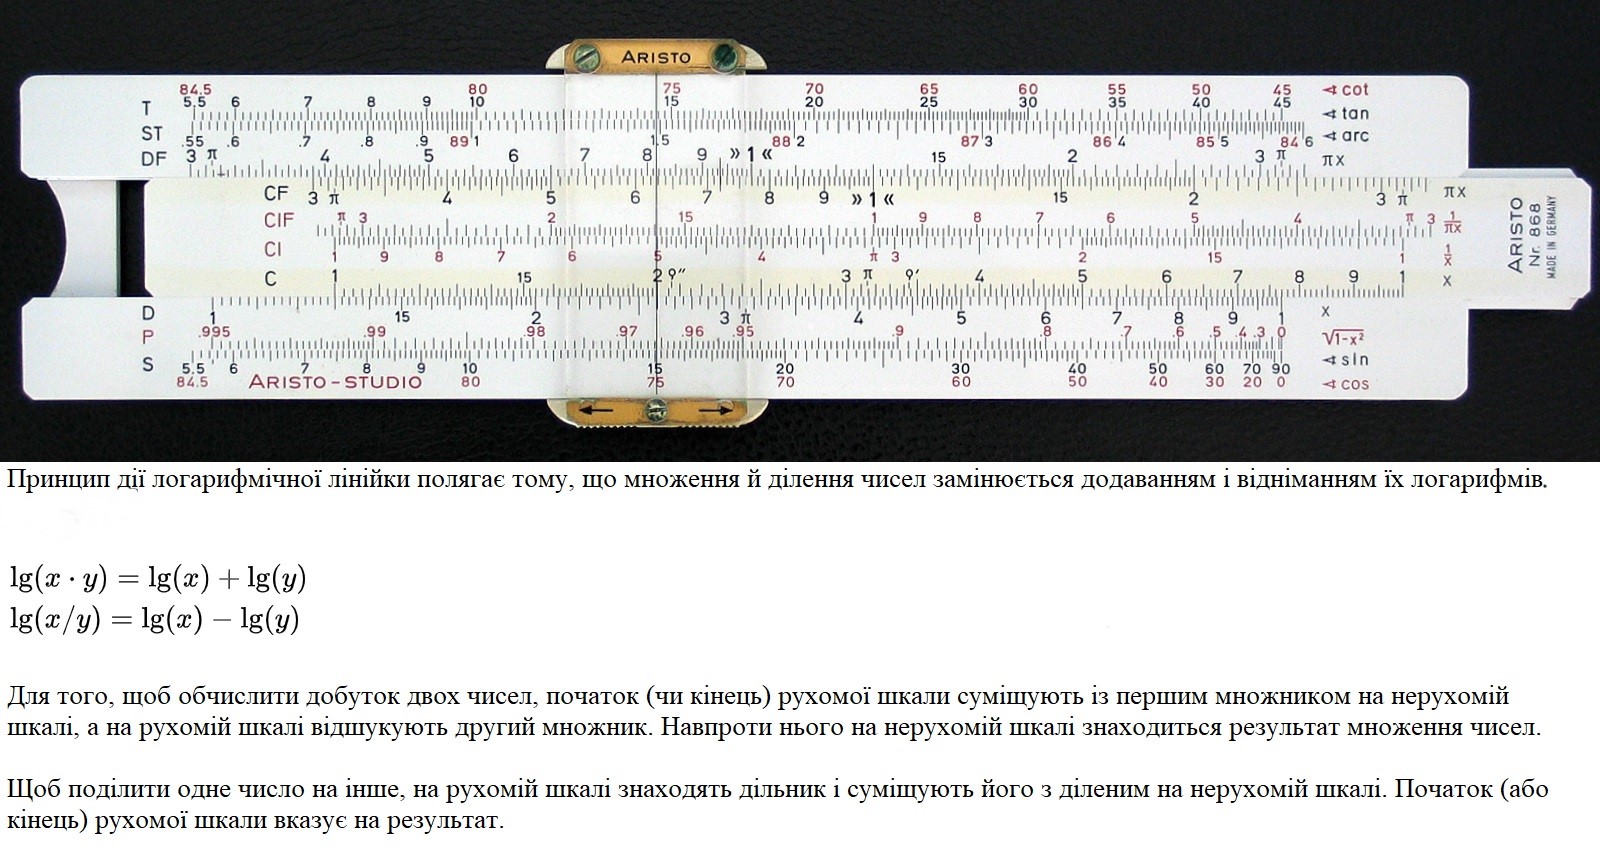 ARISTO
84.5 80 75 70 65 60 55 50 45 ⊲ cot
T 5.5 6 7 8 9 10 15 20 25 30 35 40 45 ⊲ tan
ST .55 .6 .7 .8 .9 89 1 1.5 88 2 87 3 86 4 85 5 84 6 ⊲ arc
DF 3 π 4 5 6 7 8 9 » 1 « 15 2 3 π πx
CF 3 π 4 5 6 7 8 9 » 1 « 15 2 3 π πx
CIF π 3 2 15 1 9 8 7 6 5 4 π 3 1/πx
CI 1 9 8 7 6 5 4 π 3 2 15 1 1/x
C 1 15 2 ϱ″ 3 π ϱ′ 4 5 6 7 8 9 1 x
ARISTO
Nr. 868
MADE IN GERMANY
D 1 15 2 3 π 4 5 6 7 8 9 1 x
P .995 .99 .98 .97 .96 .95 .9 .8 .7 .6 .5 .4 .3 0 √1-x²
S 5.5 6 7 8 9 10 15 20 30 40 50 60 70 90 ⊲ sin
84.5 ARISTO-STUDIO 80 75 70 60 50 40 30 20 0 ⊲ cos
Принцип дії логарифмічної лінійки полягає тому, що множення й ділення чисел замінюється додаванням і відніманням їх логарифмів.
lg(x · y) = lg(x) + lg(y)
lg(x/y) = lg(x) − lg(y)
Для того, щоб обчислити добуток двох чисел, початок (чи кінець) рухомої шкали суміщують із першим множником на нерухомій
шкалі, а на рухомій шкалі відшукують другий множник. Навпроти нього на нерухомій шкалі знаходиться результат множення чисел.
Щоб поділити одне число на інше, на рухомій шкалі знаходять дільник і суміщують його з діленим на нерухомій шкалі. Початок (або
кінець) рухомої шкали вказує на результат.